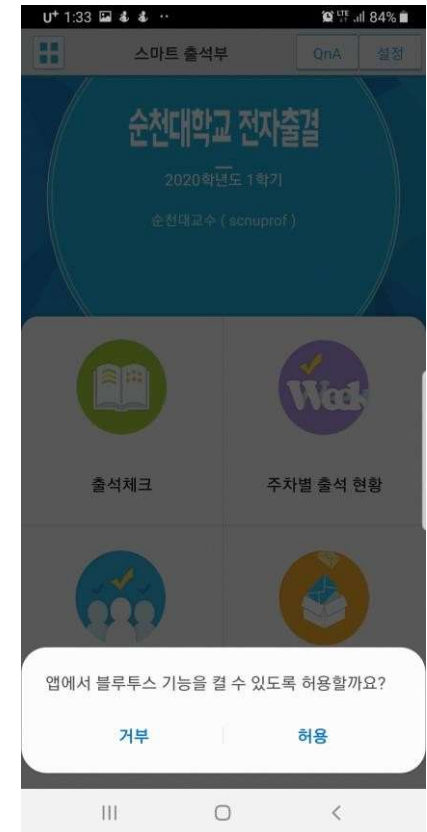 U+ 1:33 LTE 84%
스마트 출석부 QnA 설정
순천대학교 전자출결
2020학년도 1학기
순천대교수 ( scnuprof )
Week
출석체크 주차별 출석 현황
앱에서 블루투스 기능을 켤 수 있도록 허용할까요?
거부 허용